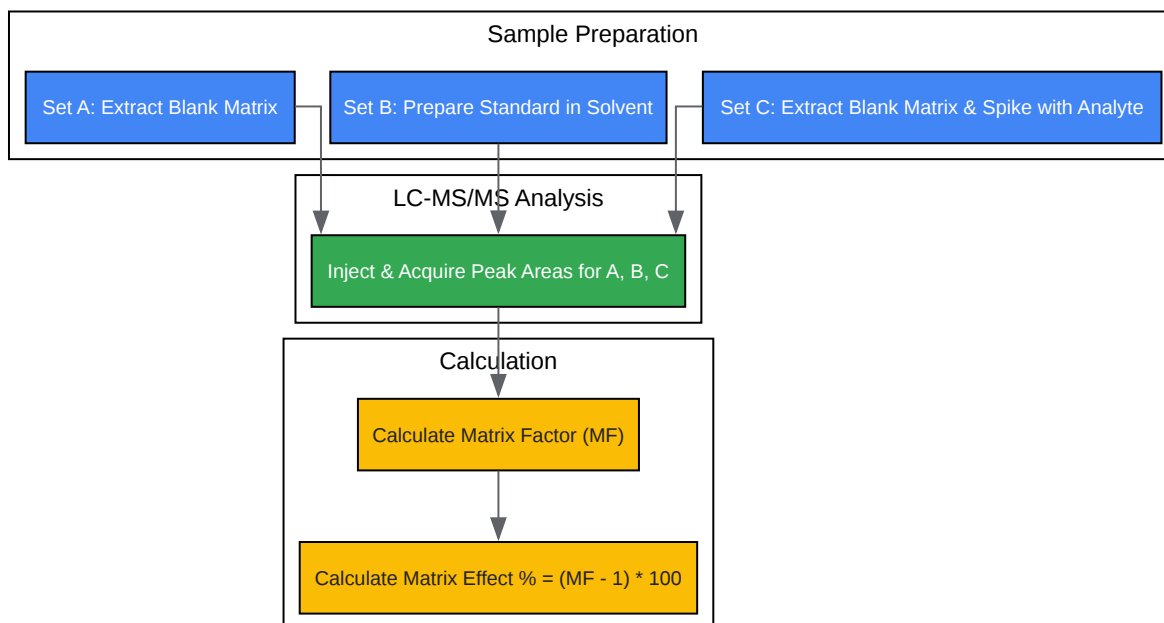 Sample Preparation
Set A: Extract Blank Matrix
Set B: Prepare Standard in Solvent
Set C: Extract Blank Matrix & Spike with Analyte
LC-MS/MS Analysis
Inject & Acquire Peak Areas for A, B, C
Calculation
Calculate Matrix Factor (MF)
Calculate Matrix Effect % = (MF - 1) * 100